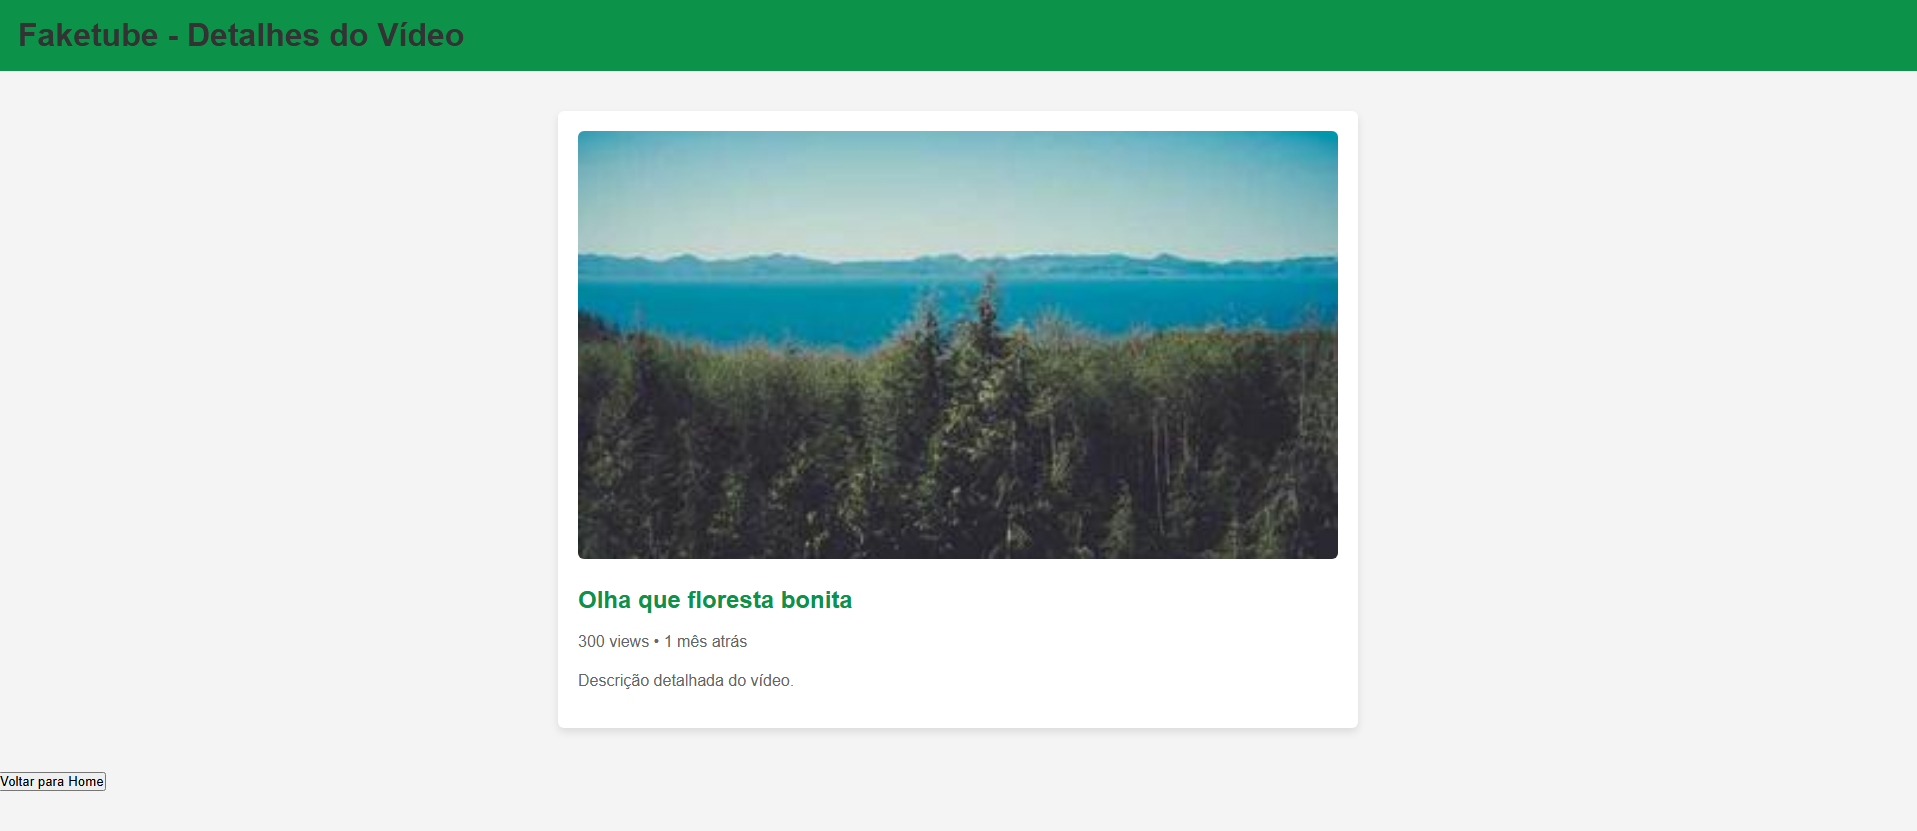 Faketube - Detalhes do Vídeo
Olha que floresta bonita
300 views • 1 mês atrás
Descrição detalhada do vídeo.
Voltar para Home